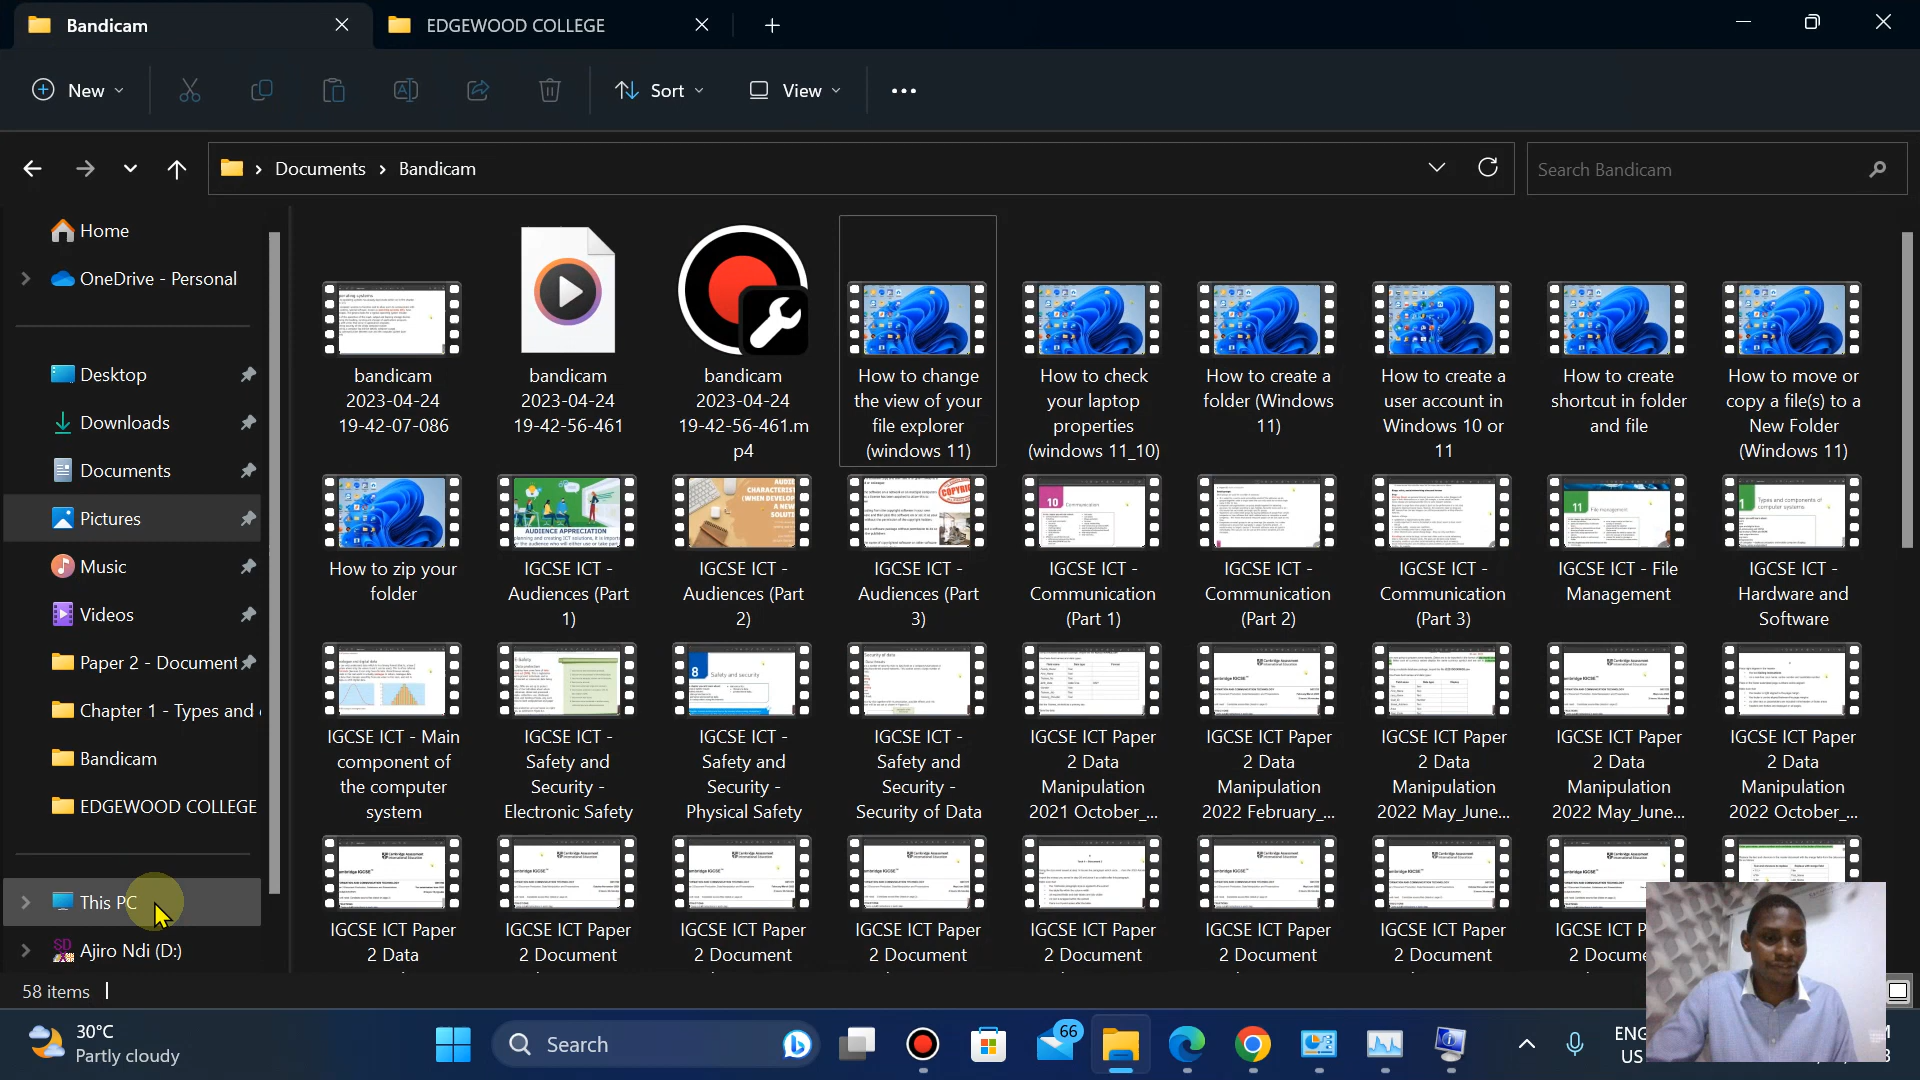 Bandicam
EDGEWOOD COLLEGE
New
Sort
View
Documents
Bandicam
Search Bandicam
Home
OneDrive - Personal
Desktop
Downloads
Documents
Pictures
Music
Videos
Paper 2 - Document
Chapter 1 - Types and
Bandicam
EDGEWOOD COLLEGE
This PC
Ajiro Ndi (D:)
bandicam
2023-04-24
19-42-07-086
bandicam
2023-04-24
19-42-56-461
bandicam
2023-04-24
19-42-56-461.m
p4
How to change
the view of your
file explorer
(windows 11)
How to check
your laptop
properties
(windows 11_10)
How to create a
folder (Windows
11)
How to create a
user account in
Windows 10 or
11
How to create
shortcut in folder
and file
How to move or
copy a file(s) to a
New Folder
(Windows 11)
How to zip your
folder
IGCSE ICT -
Audiences (Part
1)
IGCSE ICT -
Audiences (Part
2)
IGCSE ICT -
Audiences (Part
3)
IGCSE ICT -
Communication
(Part 1)
IGCSE ICT -
Communication
(Part 2)
IGCSE ICT -
Communication
(Part 3)
IGCSE ICT - File
Management
IGCSE ICT -
Hardware and
Software
IGCSE ICT - Main
component of
the computer
system
IGCSE ICT -
Safety and
Security -
Electronic Safety
IGCSE ICT -
Safety and
Security -
Physical Safety
IGCSE ICT -
Safety and
Security -
Security of Data
IGCSE ICT Paper
2 Data
Manipulation
2021 October_...
IGCSE ICT Paper
2 Data
Manipulation
2022 February_...
IGCSE ICT Paper
2 Data
Manipulation
2022 May_June...
IGCSE ICT Paper
2 Data
Manipulation
2022 May_June...
IGCSE ICT Paper
2 Data
Manipulation
2022 October_...
IGCSE ICT Paper
2 Data
IGCSE ICT Paper
2 Document
IGCSE ICT Paper
2 Document
IGCSE ICT Paper
2 Document
IGCSE ICT Paper
2 Document
IGCSE ICT Paper
2 Document
IGCSE ICT Paper
2 Document
IGCSE ICT P
2 Docume
58 items
30°C
Partly cloudy
Search
66
ENG
US